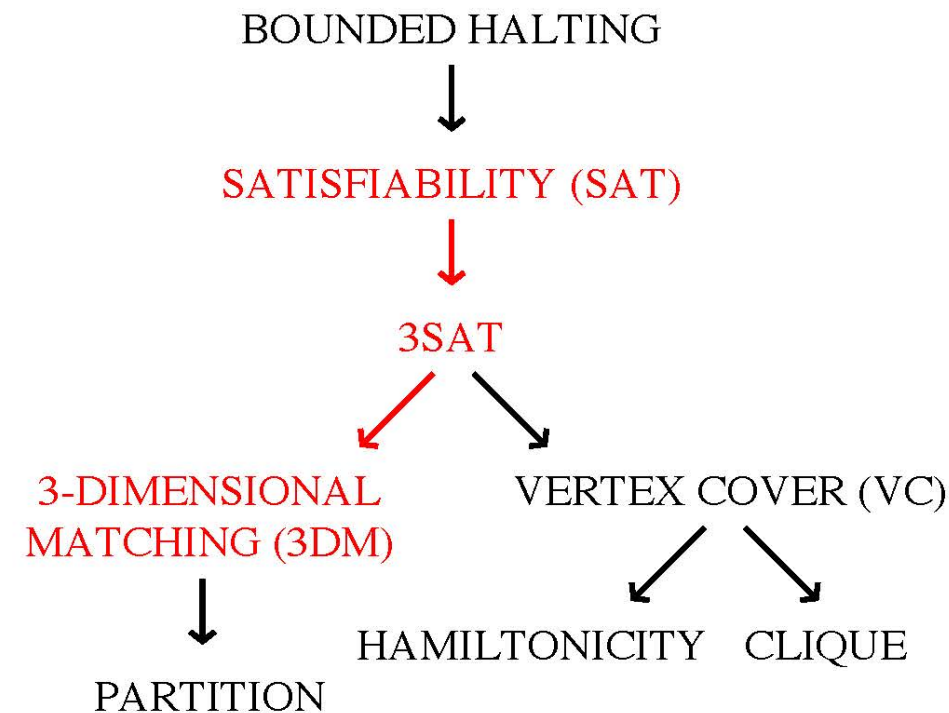 BOUNDED HALTING
SATISFIABILITY (SAT)
3SAT
3-DIMENSIONAL
MATCHING (3DM)
VERTEX COVER (VC)
HAMILTONICITY
CLIQUE
PARTITION